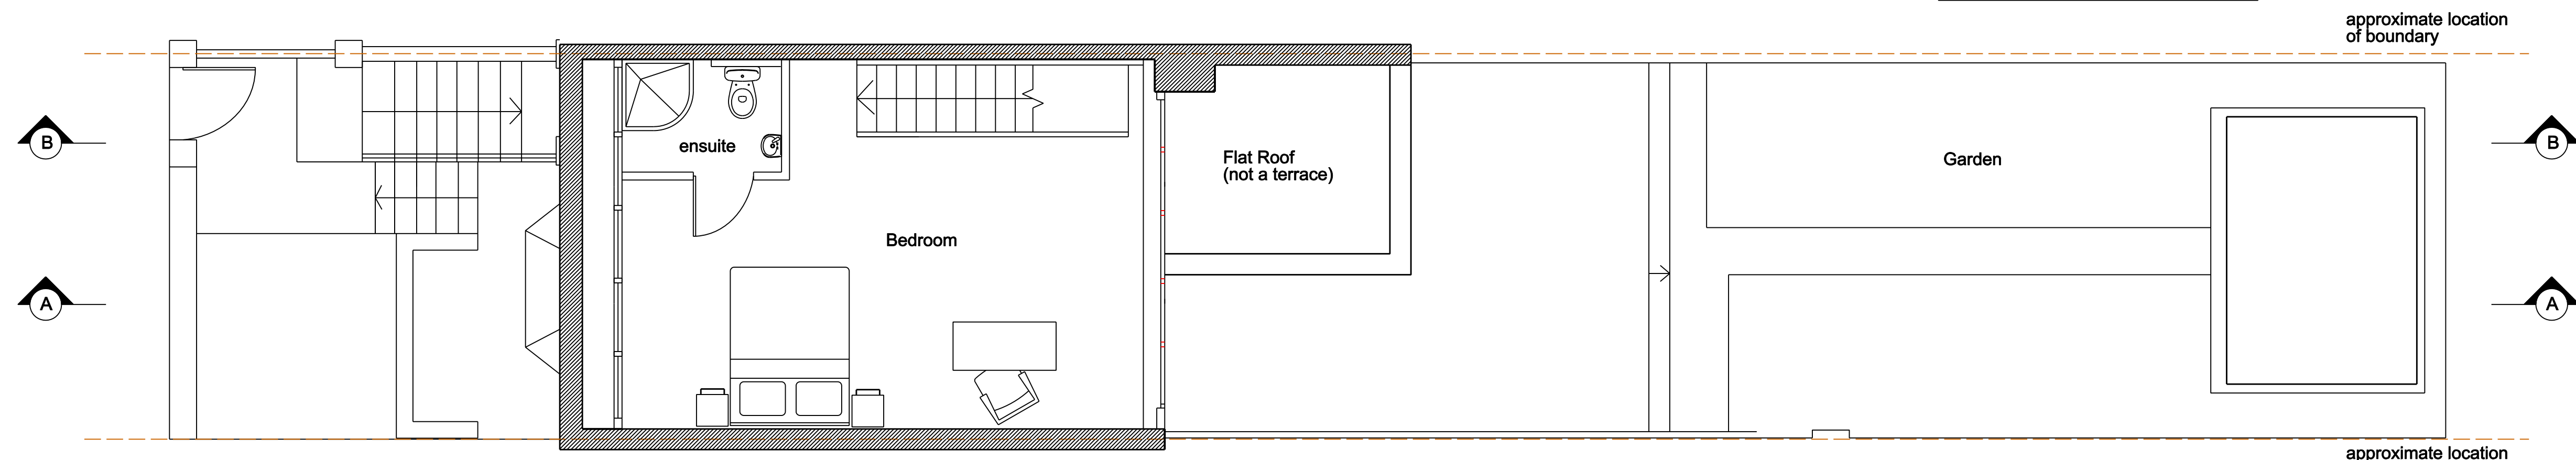 approximate location
of boundary
B
B
ensuite
Flat Roof
(not a terrace)
Garden
Bedroom
A
A
approximate location